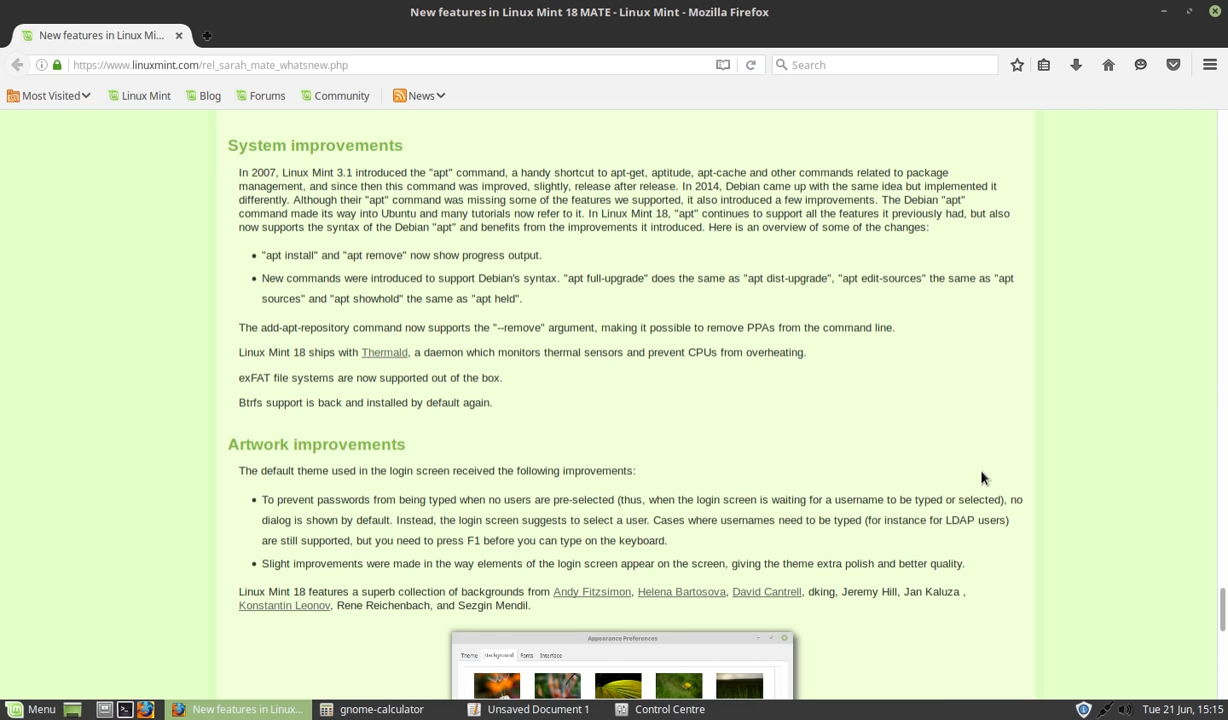 New features in Linux Mint 18 MATE - Linux Mint - Mozilla Firefox
New features in Linux Mi...
https://www.linuxmint.com/rel_sarah_mate_whatsnew.php
Search
Most Visited
Linux Mint
Blog
Forums
Community
News
System improvements
In 2007, Linux Mint 3.1 introduced the "apt" command, a handy shortcut to apt-get, aptitude, apt-cache and other commands related to package
management, and since then this command was improved, slightly, release after release. In 2014, Debian came up with the same idea but implemented it
differently. Although their "apt" command was missing some of the features we supported, it also introduced a few improvements. The Debian "apt"
command made its way into Ubuntu and many tutorials now refer to it. In Linux Mint 18, "apt" continues to support all the features it previously had, but also
now supports the syntax of the Debian "apt" and benefits from the improvements it introduced. Here is an overview of some of the changes:
• "apt install" and "apt remove" now show progress output.
• New commands were introduced to support Debian's syntax. "apt full-upgrade" does the same as "apt dist-upgrade", "apt edit-sources" the same as "apt
sources" and "apt showhold" the same as "apt held".
The add-apt-repository command now supports the "--remove" argument, making it possible to remove PPAs from the command line.
Linux Mint 18 ships with Thermald, a daemon which monitors thermal sensors and prevent CPUs from overheating.
exFAT file systems are now supported out of the box.
Btrfs support is back and installed by default again.
Artwork improvements
The default theme used in the login screen received the following improvements:
• To prevent passwords from being typed when no users are pre-selected (thus, when the login screen is waiting for a username to be typed or selected), no
dialog is shown by default. Instead, the login screen suggests to select a user. Cases where usernames need to be typed (for instance for LDAP users)
are still supported, but you need to press F1 before you can type on the keyboard.
• Slight improvements were made in the way elements of the login screen appear on the screen, giving the theme extra polish and better quality.
Linux Mint 18 features a superb collection of backgrounds from Andy Fitzsimon, Helena Bartosova, David Cantrell, dking, Jeremy Hill, Jan Kaluza ,
Konstantin Leonov, Rene Reichenbach, and Sezgin Mendil.
Appearance Preferences
Theme Background Fonts Interface
Menu
New features in Linux...
gnome-calculator
Unsaved Document 1
Control Centre
Tue 21 Jun, 15:15